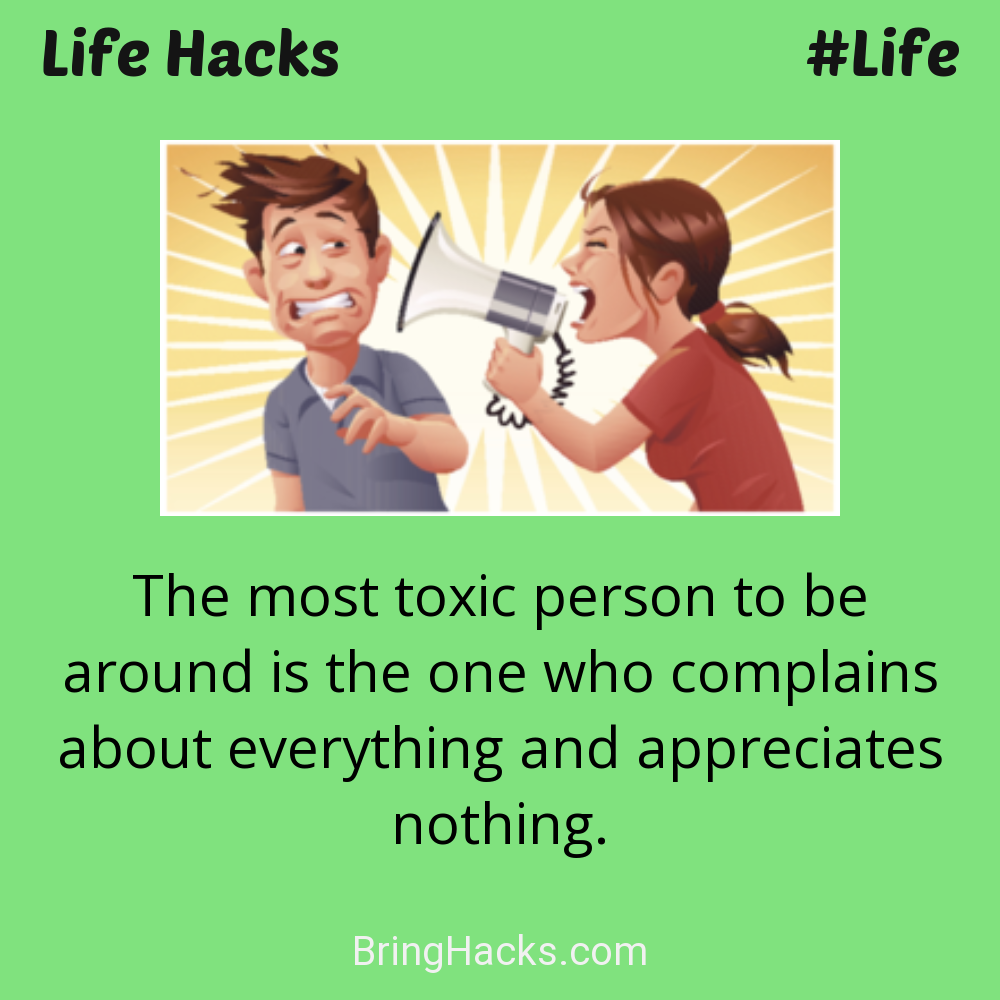 Life Hacks
#Life
The most toxic person to be
around is the one who complains
about everything and appreciates
nothing.
BringHacks.com